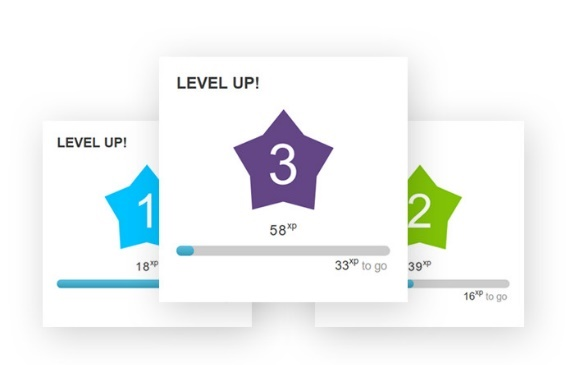 LEVEL UP!
1
18xp
LEVEL UP!
3
58xp
33xp to go
2
39xp
16xp to go